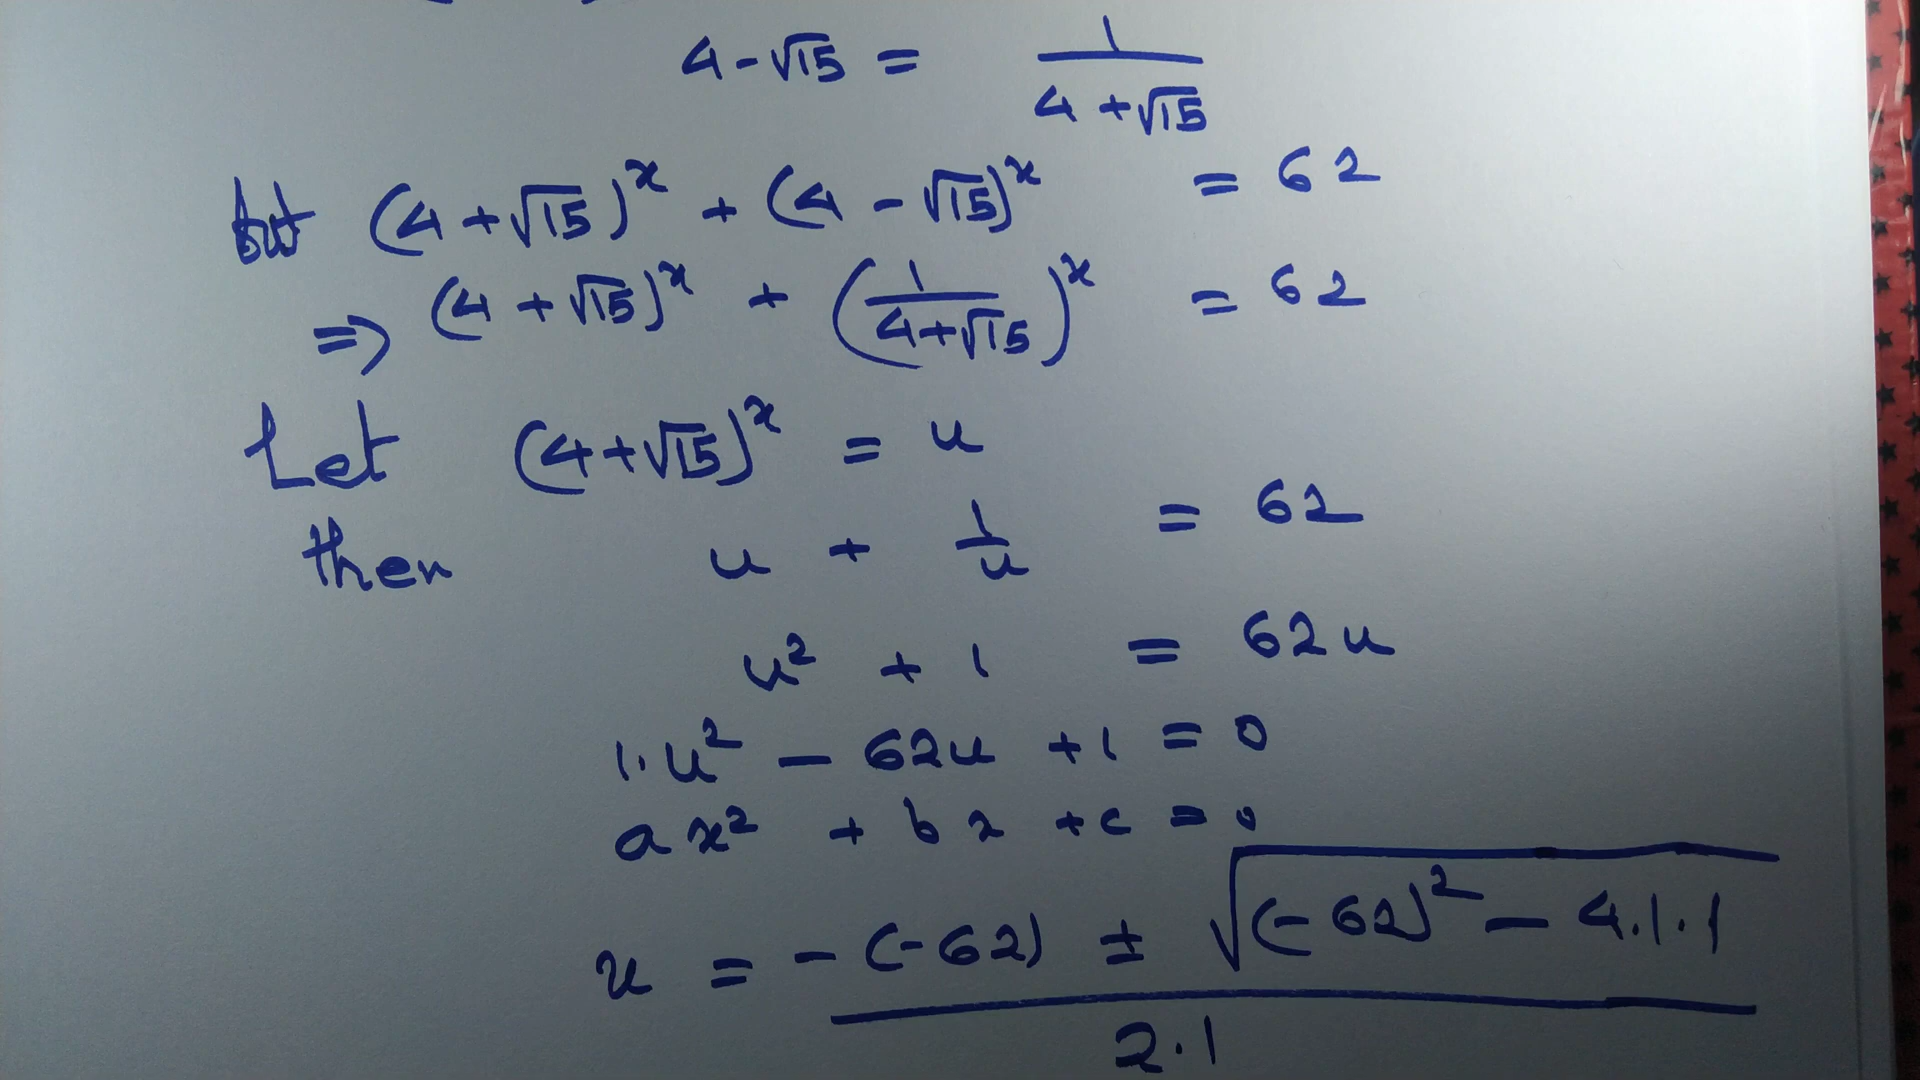 4-√15 = 1/(4+√15)
but (4+√15)^x + (4-√15)^x = 62
⇒ (4+√15)^x + (1/(4+√15))^x = 62
Let (4+√15)^x = u
then u + 1/u = 62
u² + 1 = 62u
1·u² - 62u + 1 = 0
ax² + bx + c = 0
u = (-(-62) ± √((-62)² - 4·1·1))/(2·1)